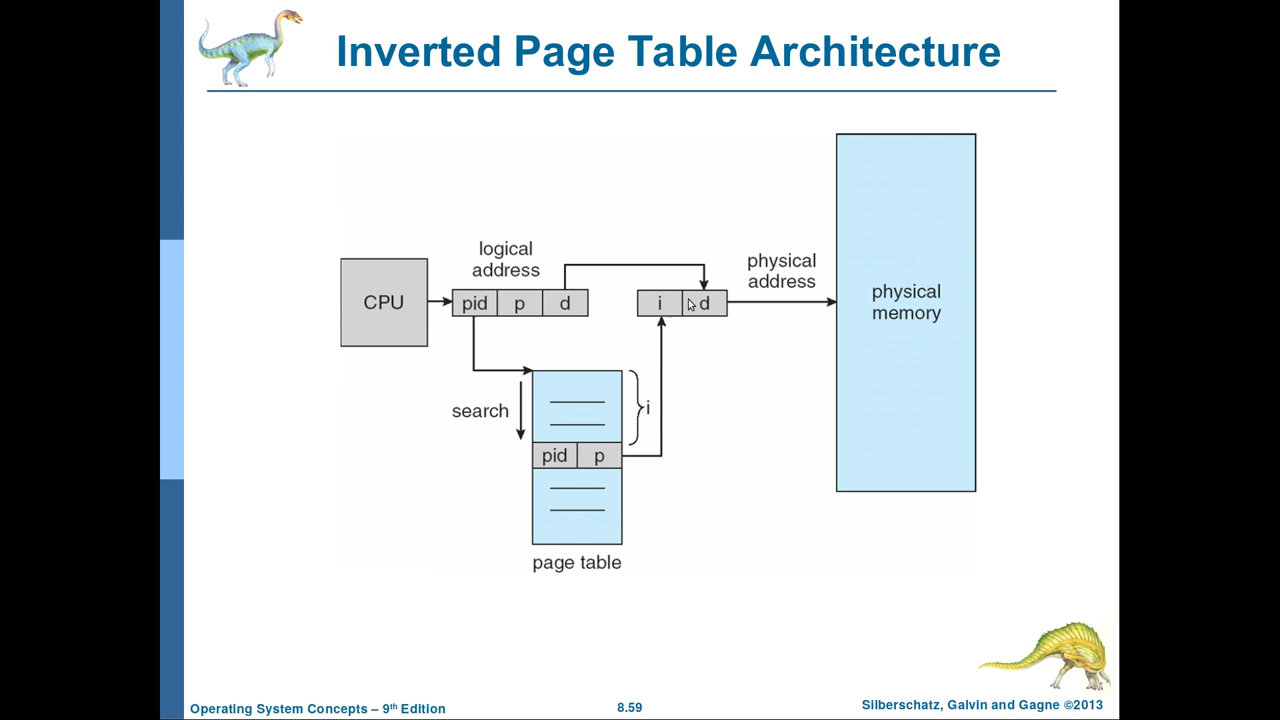 Inverted Page Table Architecture
logical
address
physical
address
CPU
pid p d
i d
physical
memory
search
i
pid p
page table
Operating System Concepts – 9th Edition
8.59
Silberschatz, Galvin and Gagne ©2013